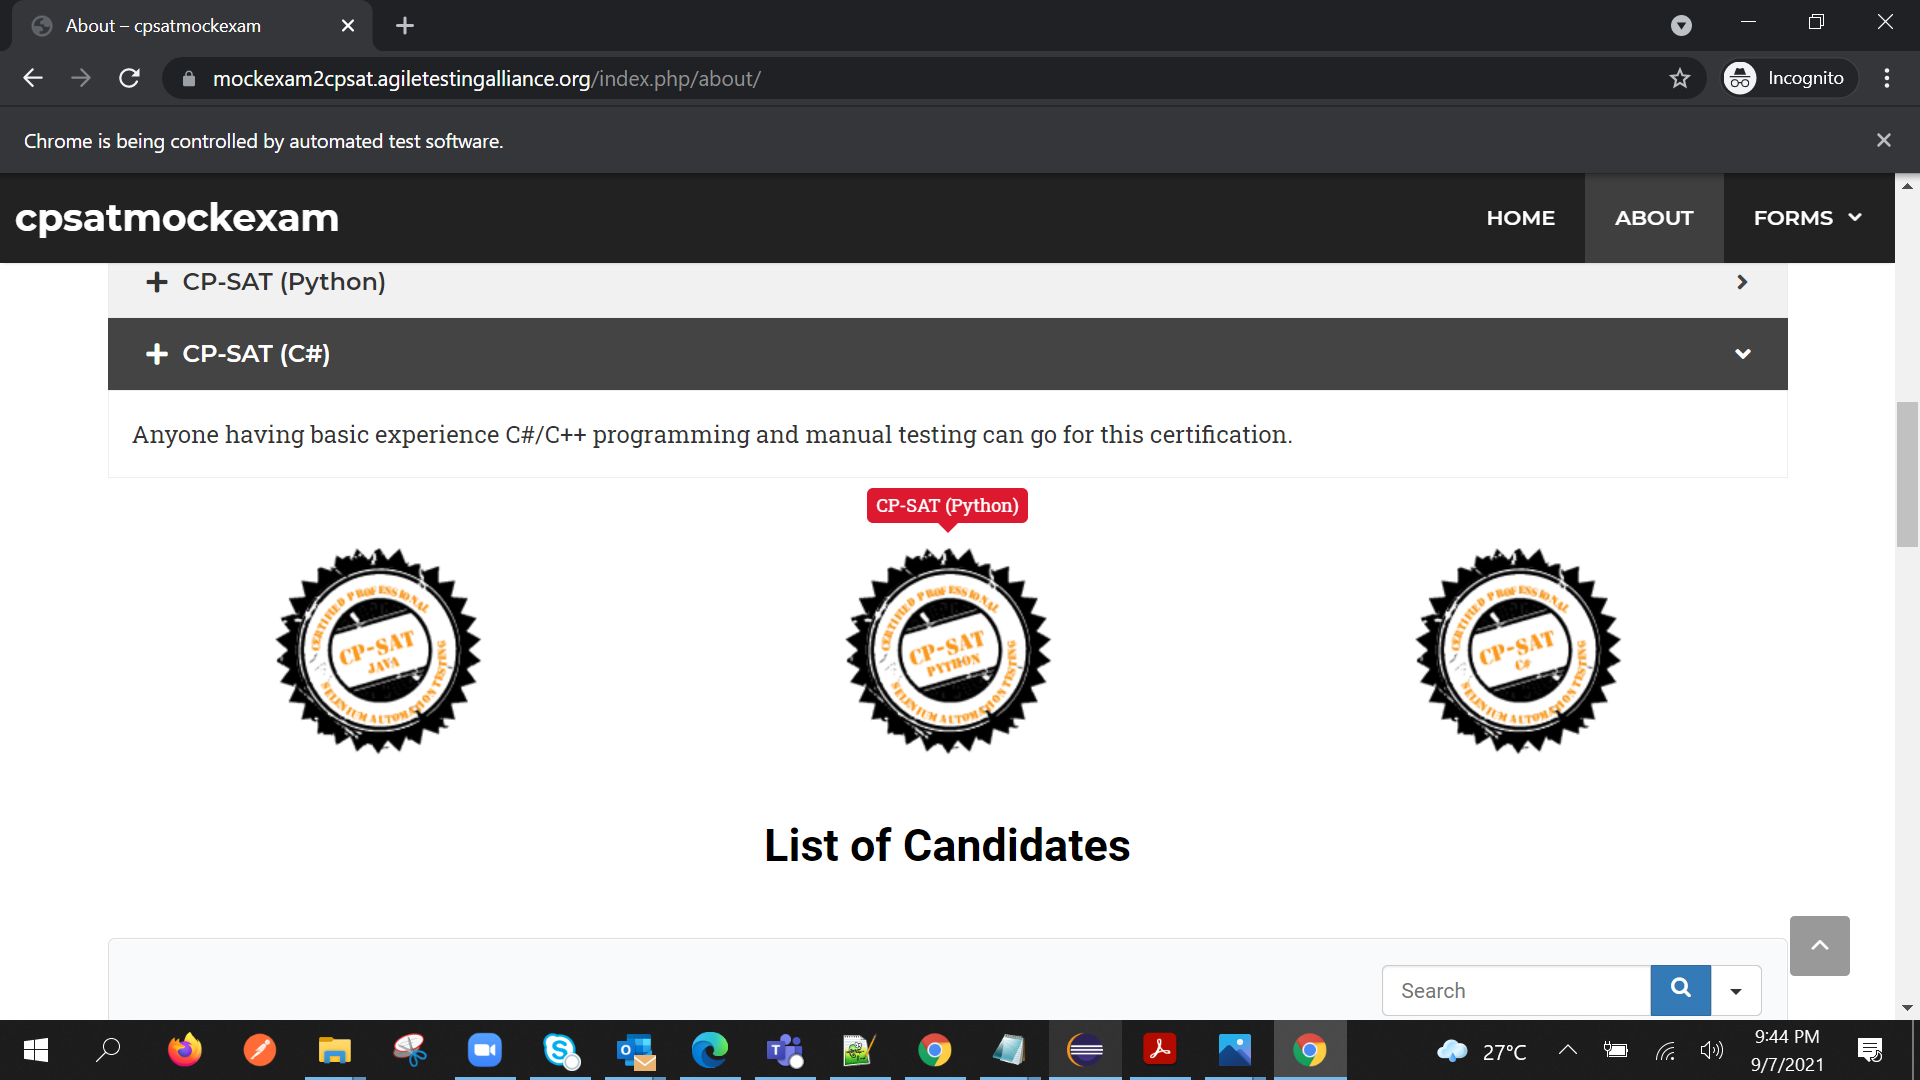 About – cpsatmockexam
mockexam2cpsat.agiletestingalliance.org/index.php/about/
Incognito
Chrome is being controlled by automated test software.
cpsatmockexam
HOME
ABOUT
FORMS
CP-SAT (Python)
CP-SAT (C#)
Anyone having basic experience C#/C++ programming and manual testing can go for this certification.
CP-SAT (Python)
CERTIFIED PROFESSIONAL
CP-SAT
JAVA
SELENIUM AUTOMATION TESTING
CERTIFIED PROFESSIONAL
CP-SAT
PYTHON
SELENIUM AUTOMATION TESTING
CERTIFIED PROFESSIONAL
CP-SAT
C#
SELENIUM AUTOMATION TESTING
List of Candidates
Search
27°C
9:44 PM
9/7/2021